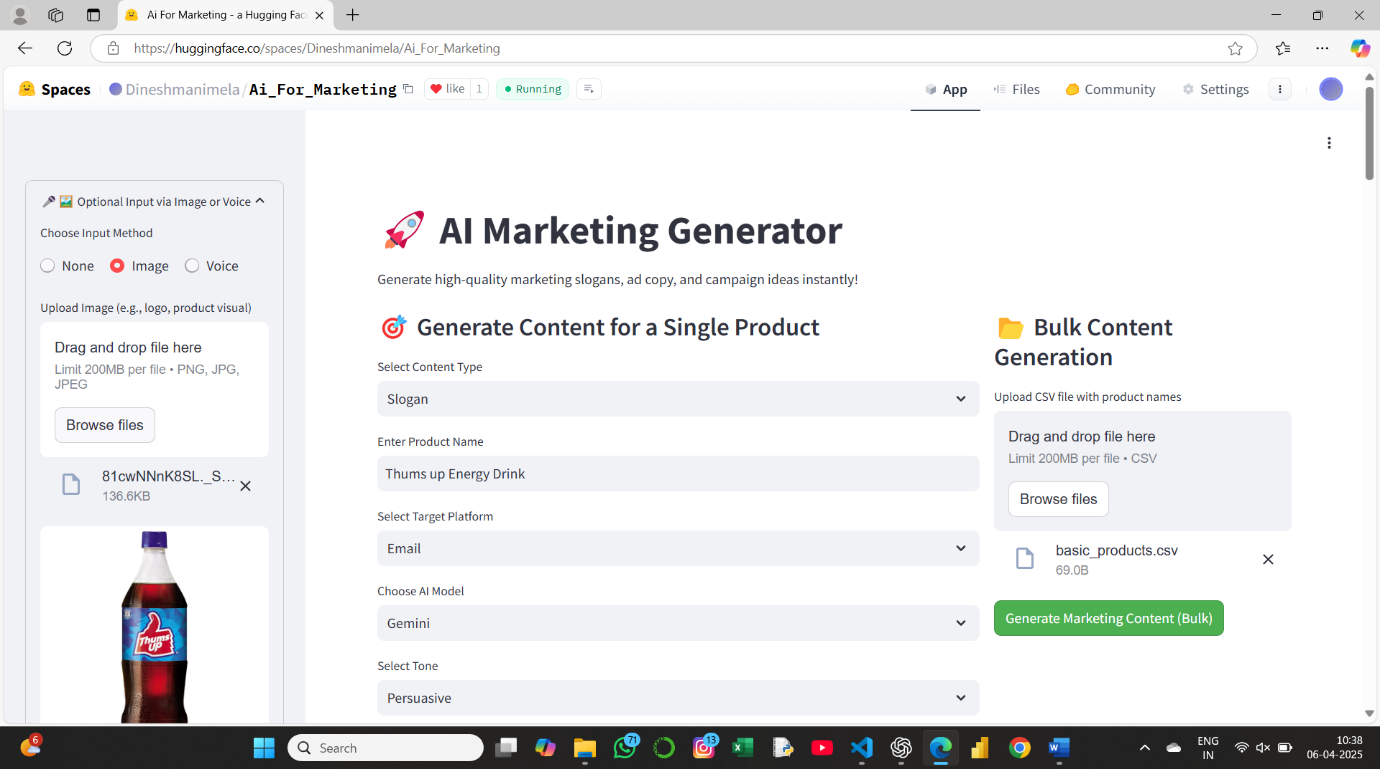 Ai For Marketing - a Hugging Fac
https://huggingface.co/spaces/Dineshmanimela/Ai_For_Marketing
Spaces
Dineshmanimela/Ai_For_Marketing
like 1
Running
App
Files
Community
Settings
Optional Input via Image or Voice
Choose Input Method
None
Image
Voice
Upload Image (e.g., logo, product visual)
Drag and drop file here
Limit 200MB per file • PNG, JPG,
JPEG
Browse files
81cwNNnK8SL._S...
136.6KB
Thums
UP
AI Marketing Generator
Generate high-quality marketing slogans, ad copy, and campaign ideas instantly!
Generate Content for a Single Product
Select Content Type
Slogan
Enter Product Name
Thums up Energy Drink
Select Target Platform
Email
Choose AI Model
Gemini
Select Tone
Persuasive
Bulk Content
Generation
Upload CSV file with product names
Drag and drop file here
Limit 200MB per file • CSV
Browse files
basic_products.csv
69.0B
Generate Marketing Content (Bulk)
6
Search
71
13
ENG
IN
10:38
06-04-2025